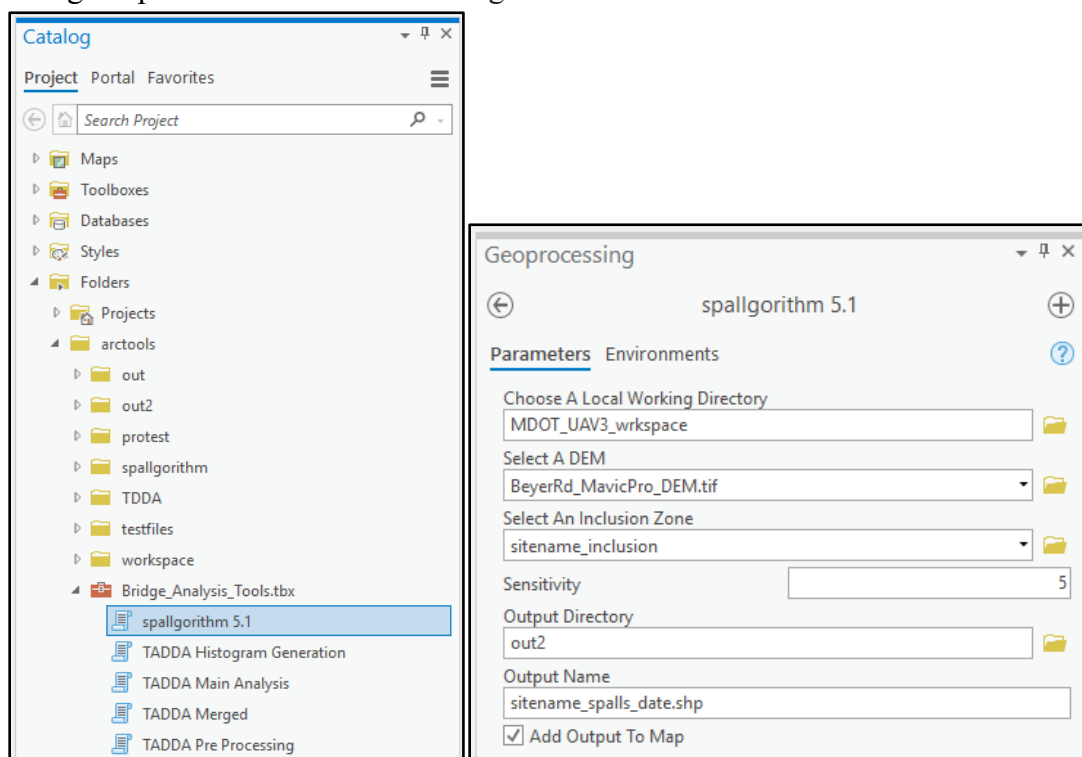 Catalog
Project Portal Favorites
Search Project
Maps
Toolboxes
Databases
Styles
Folders
Projects
arctools
out
out2
protest
spallgorithm
TDDA
testfiles
workspace
Bridge_Analysis_Tools.tbx
spallgorithm 5.1
TADDA Histogram Generation
TADDA Main Analysis
TADDA Merged
TADDA Pre Processing
Geoprocessing
spallgorithm 5.1
Parameters Environments
?
Choose A Local Working Directory
MDOT_UAV3_wrkspace
Select A DEM
BeyerRd_MavicPro_DEM.tif
Select An Inclusion Zone
sitename_inclusion
Sensitivity 5
Output Directory
out2
Output Name
sitename_spalls_date.shp
Add Output To Map